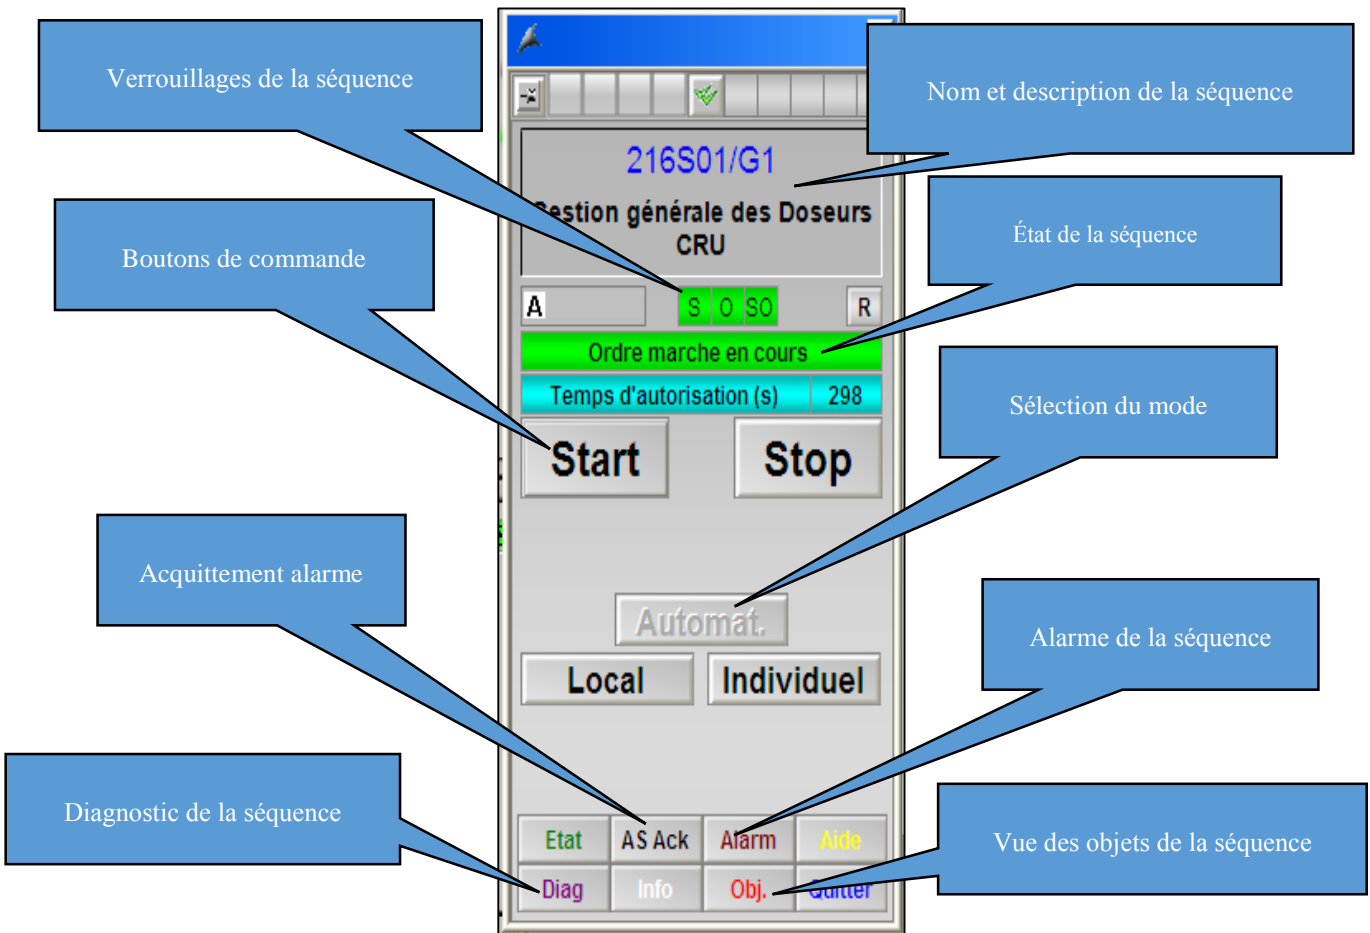 Verrouillages de la séquence
Nom et description de la séquence
216S01/G1
Gestion générale des Doseurs
CRU
État de la séquence
Boutons de commande
A
S O SO
R
Ordre marche en cours
Temps d'autorisation (s) 298
Sélection du mode
Start
Stop
Acquittement alarme
Automat.
Alarme de la séquence
Local
Individuel
Diagnostic de la séquence
Vue des objets de la séquence
Etat AS Ack Alarm Aide
Diag Info Obj. Quitter